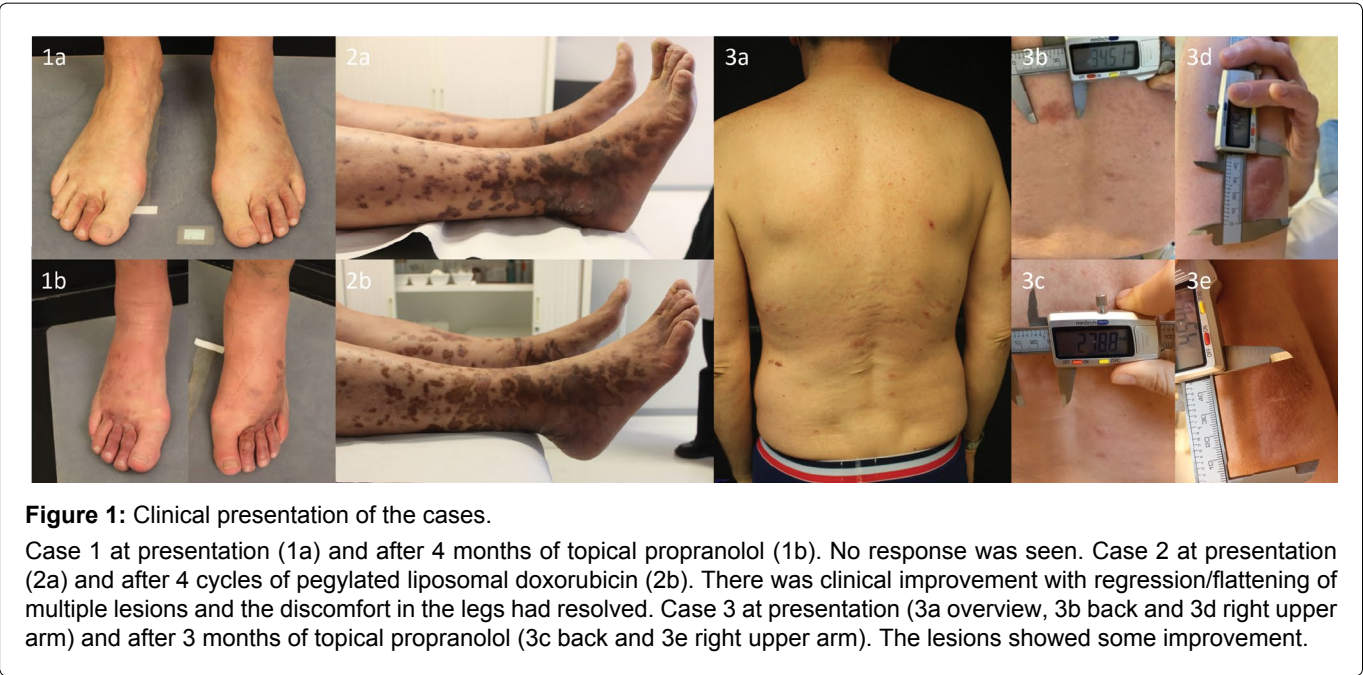 1a
2a
3a
3b
3d
1b
2b
3c
3e
Figure 1: Clinical presentation of the cases.
Case 1 at presentation (1a) and after 4 months of topical propranolol (1b). No response was seen. Case 2 at presentation
(2a) and after 4 cycles of pegylated liposomal doxorubicin (2b). There was clinical improvement with regression/flattening of
multiple lesions and the discomfort in the legs had resolved. Case 3 at presentation (3a overview, 3b back and 3d right upper
arm) and after 3 months of topical propranolol (3c back and 3e right upper arm). The lesions showed some improvement.